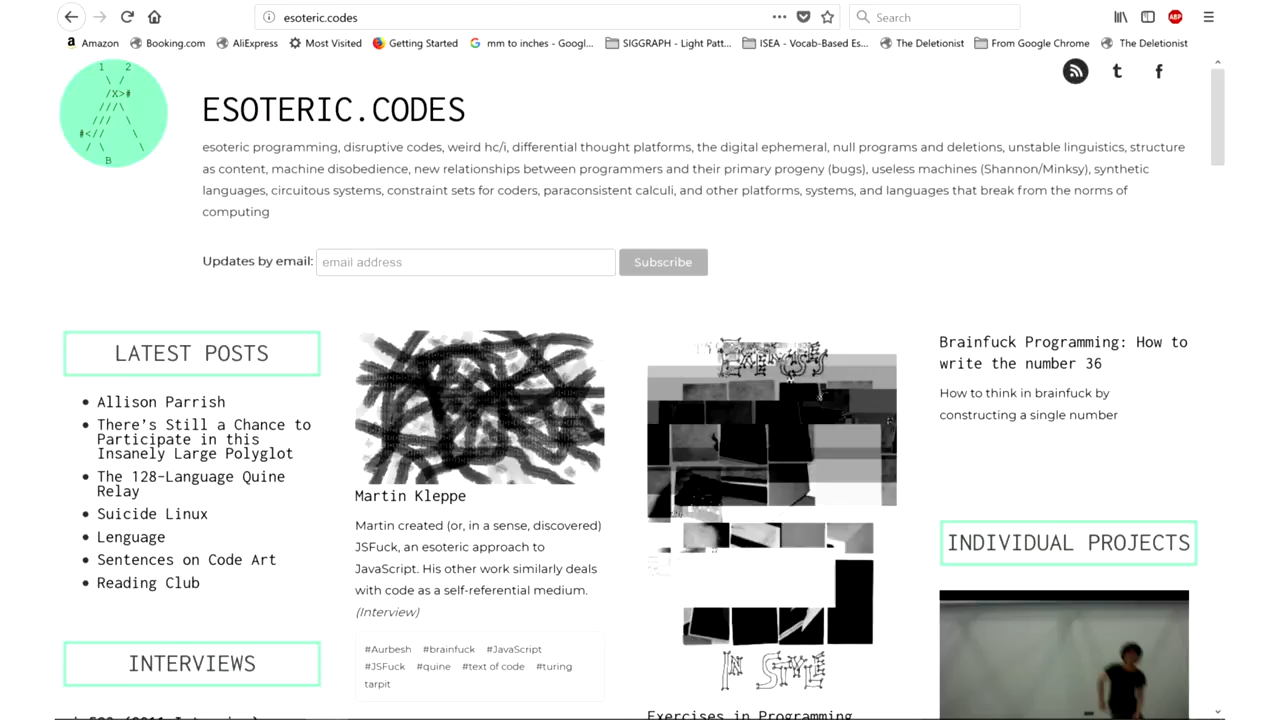 esoteric.codes
Search
ABP
Amazon
Booking.com
AliExpress
Most Visited
Getting Started
mm to inches - Googl...
SIGGRAPH - Light Patt...
ISEA - Vocab-Based Es...
The Deletionist
From Google Chrome
The Deletionist
1 2
\ /
/X>#
///\
/// \
#<// \
/ \ \
B
ESOTERIC.CODES
esoteric programming, disruptive codes, weird hc/i, differential thought platforms, the digital ephemeral, null programs and deletions, unstable linguistics, structure
as content, machine disobedience, new relationships between programmers and their primary progeny (bugs), useless machines (Shannon/Minksy), synthetic
languages, circuitous systems, constraint sets for coders, paraconsistent calculi, and other platforms, systems, and languages that break from the norms of
computing
Updates by email: email address Subscribe
LATEST POSTS
Allison Parrish
There's Still a Chance to
Participate in this
Insanely Large Polyglot
The 128-Language Quine
Relay
Suicide Linux
Lenguage
Sentences on Code Art
Reading Club
INTERVIEWS
Martin Kleppe
Martin created (or, in a sense, discovered)
JSFuck, an esoteric approach to
JavaScript. His other work similarly deals
with code as a self-referential medium.
(Interview)
#Aurbesh #brainfuck #JavaScript
#JSFuck #quine #text of code #turing
tarpit
IN STYLE
Exercises in Programming
Brainfuck Programming: How to
write the number 36
How to think in brainfuck by
constructing a single number
INDIVIDUAL PROJECTS